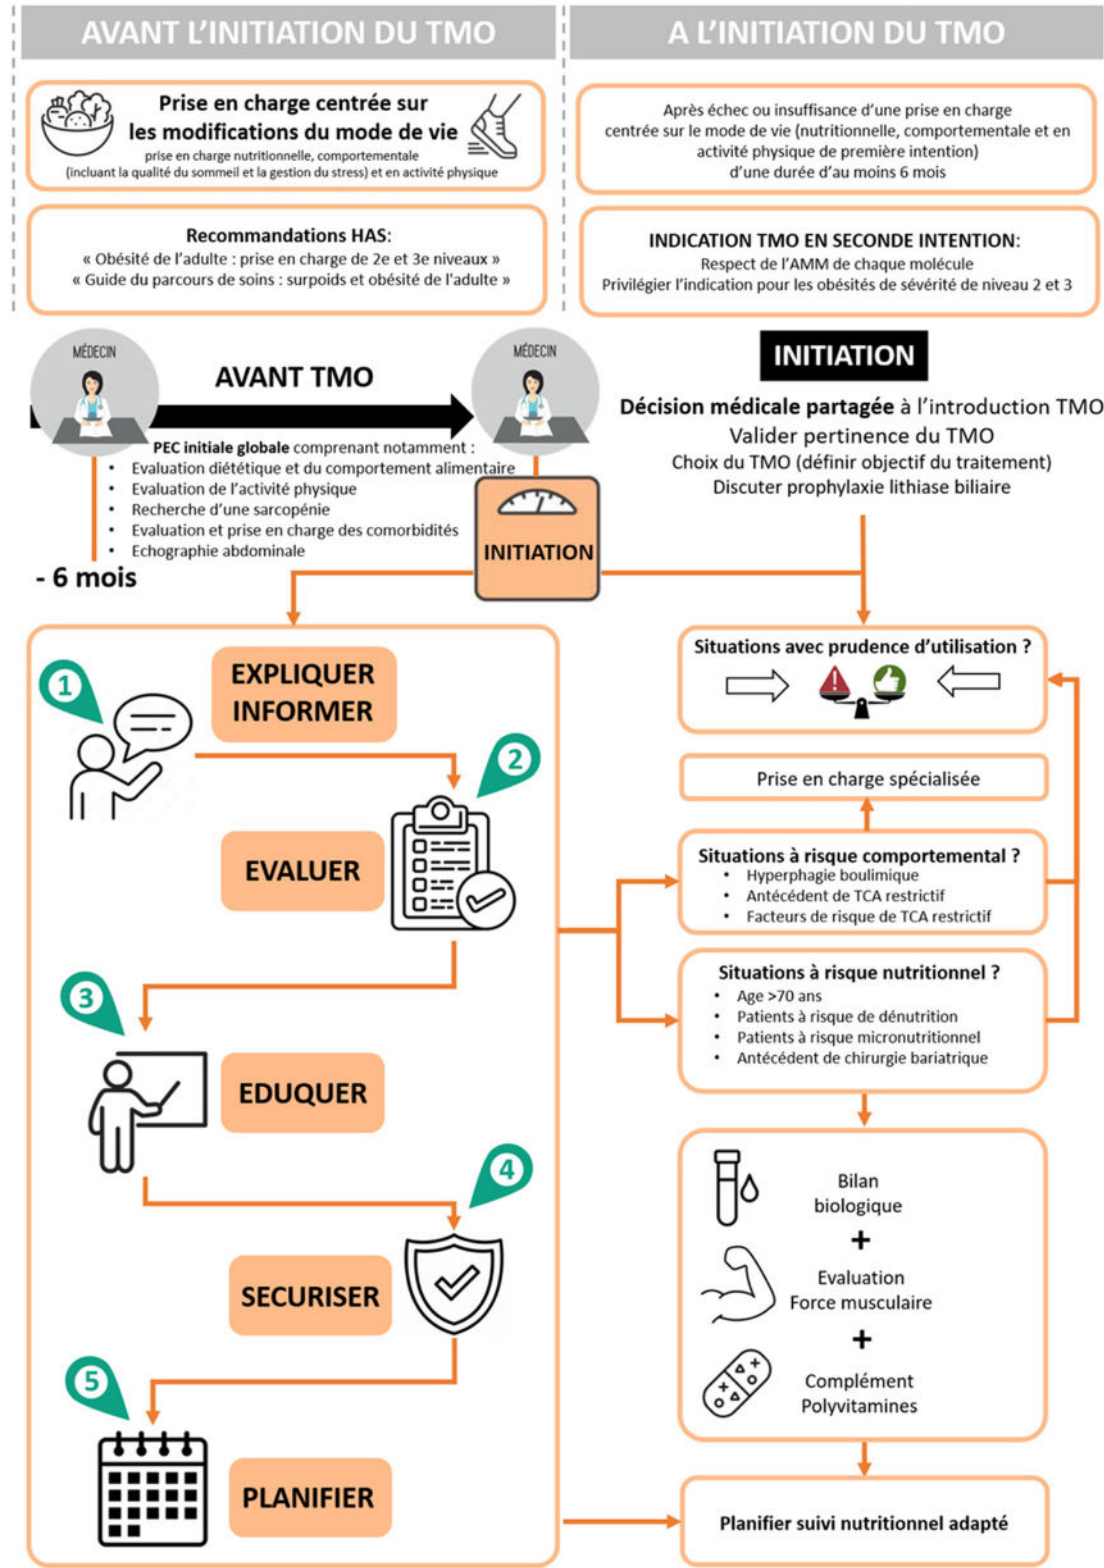 AVANT L'INITIATION DU TMO
A L'INITIATION DU TMO
Prise en charge centrée sur
les modifications du mode de vie
prise en charge nutritionnelle, comportementale
(incluant la qualité du sommeil et la gestion du stress) et en activité physique
Après échec ou insuffisance d'une prise en charge
centrée sur le mode de vie (nutritionnelle, comportementale et en
activité physique de première intention)
d'une durée d'au moins 6 mois
Recommandations HAS:
« Obésité de l'adulte : prise en charge de 2e et 3e niveaux »
« Guide du parcours de soins : surpoids et obésité de l'adulte »
INDICATION TMO EN SECONDE INTENTION:
Respect de l'AMM de chaque molécule
Privilégier l'indication pour les obésités de sévérité de niveau 2 et 3
MÉDECIN
AVANT TMO
MÉDECIN
PEC initiale globale comprenant notamment :
• Evaluation diététique et du comportement alimentaire
• Evaluation de l'activité physique
• Recherche d'une sarcopénie
• Evaluation et prise en charge des comorbidités
• Echographie abdominale
- 6 mois
INITIATION
INITIATION
Décision médicale partagée à l'introduction TMO
Valider pertinence du TMO
Choix du TMO (définir objectif du traitement)
Discuter prophylaxie lithiase biliaire
1
EXPLIQUER
INFORMER
2
EVALUER
3
EDUQUER
4
SECURISER
5
PLANIFIER
Situations avec prudence d'utilisation ?
Prise en charge spécialisée
Situations à risque comportemental ?
• Hyperphagie boulimique
• Antécédent de TCA restrictif
• Facteurs de risque de TCA restrictif
Situations à risque nutritionnel ?
• Age >70 ans
• Patients à risque de dénutrition
• Patients à risque micronutritionnel
• Antécédent de chirurgie bariatrique
Bilan
biologique
+
Evaluation
Force musculaire
+
Complément
Polyvitamines
Planifier suivi nutritionnel adapté